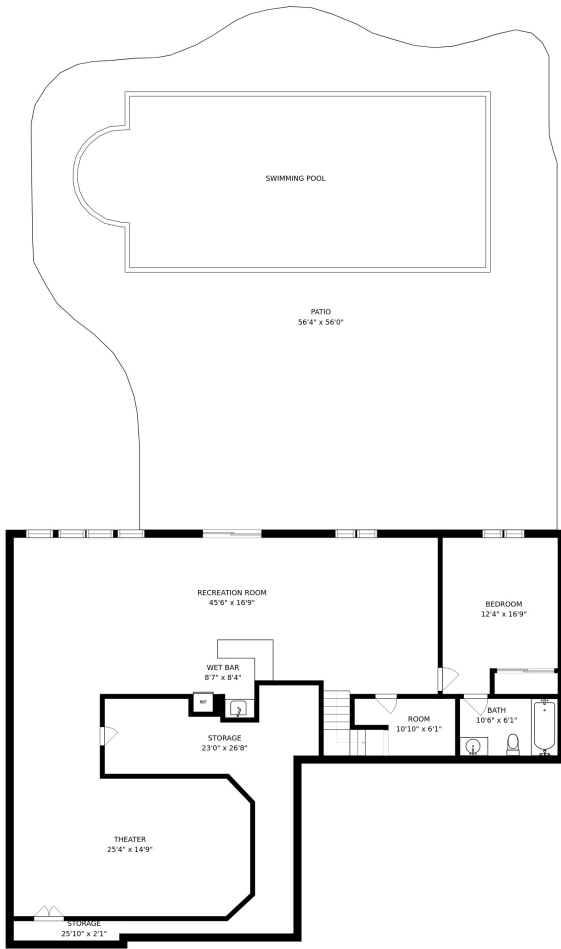 SWIMMING POOL
PATIO
56'4" x 56'0"
RECREATION ROOM
45'6" x 16'9"
BEDROOM
12'4" x 16'9"
WET BAR
8'7" x 8'4"
REF
BATH
10'6" x 6'1"
ROOM
10'10" x 6'1"
STORAGE
23'0" x 26'8"
THEATER
25'4" x 14'9"
STORAGE
25'10" x 2'1"